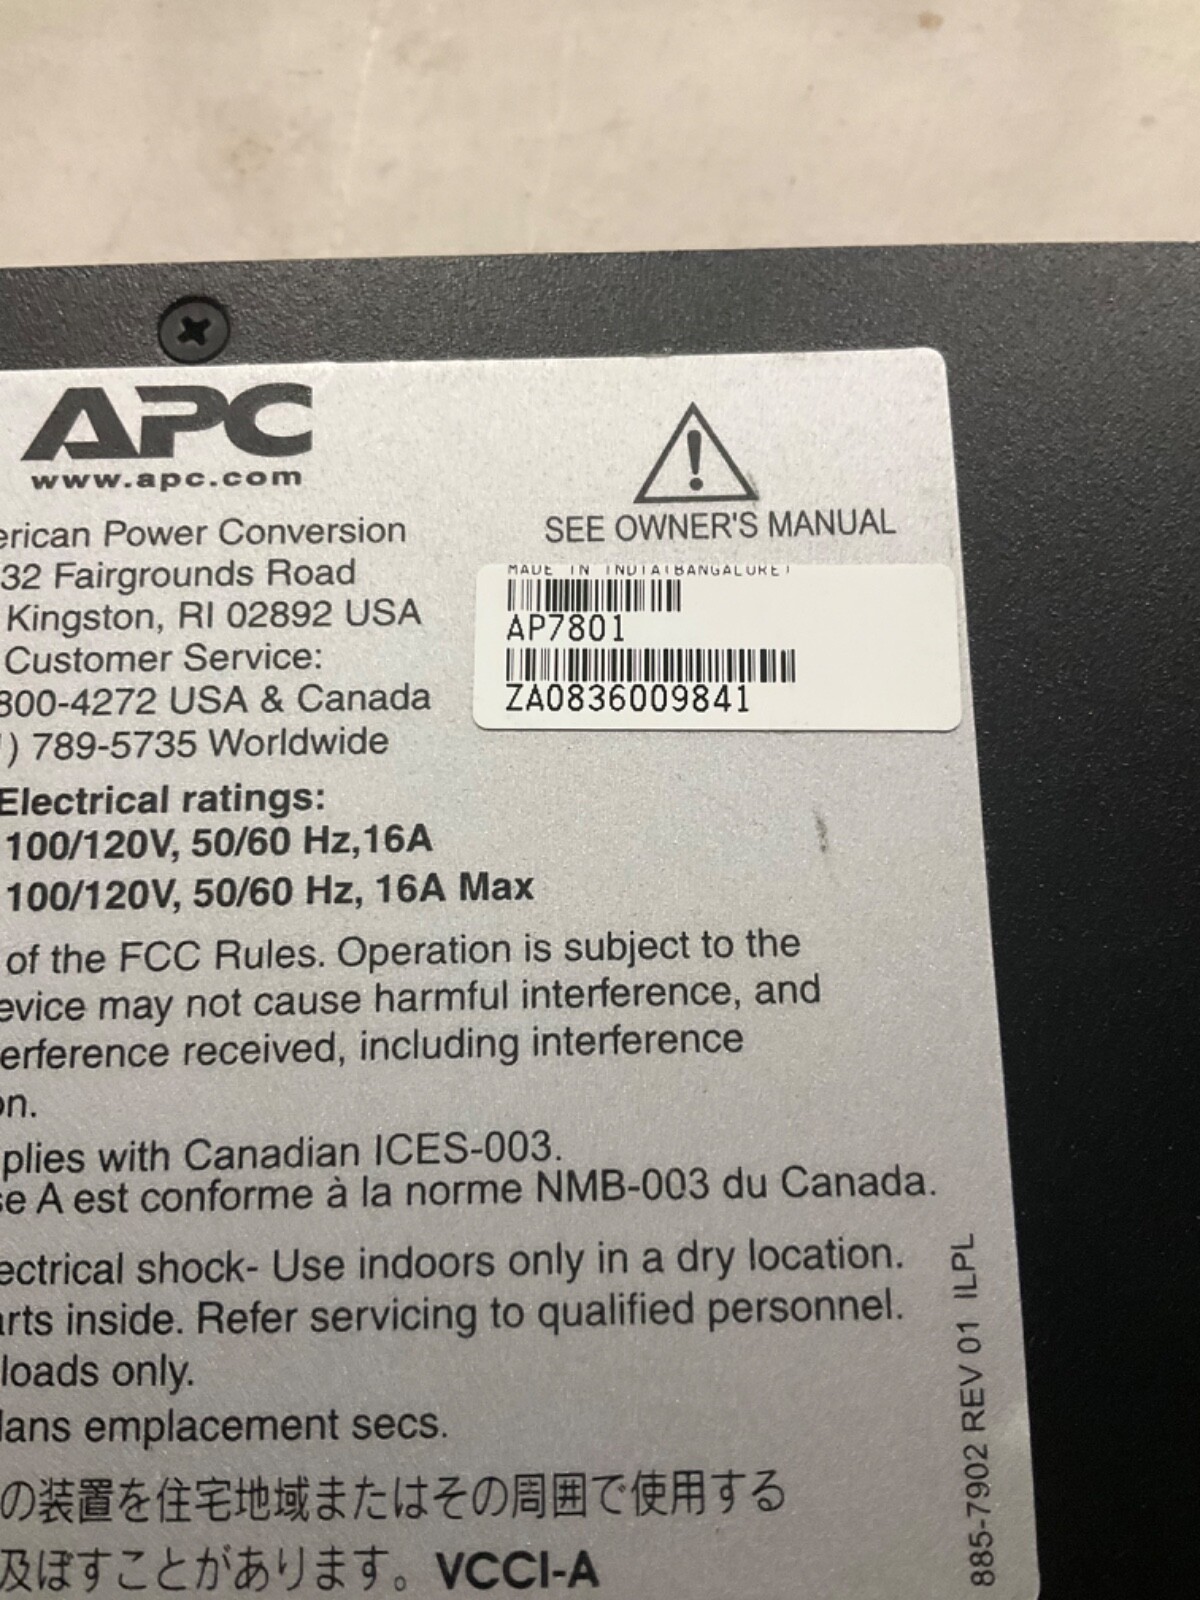 APC
www.apc.com
erican Power Conversion
32 Fairgrounds Road
Kingston, RI 02892 USA
Customer Service:
800-4272 USA & Canada
) 789-5735 Worldwide
SEE OWNER'S MANUAL
MADE IN INDIA(BANGALORE)
AP7801
ZA0836009841
Electrical ratings:
100/120V, 50/60 Hz,16A
100/120V, 50/60 Hz, 16A Max
of the FCC Rules. Operation is subject to the
evice may not cause harmful interference, and
erference received, including interference
on.
plies with Canadian ICES-003.
se A est conforme à la norme NMB-003 du Canada.
ectrical shock- Use indoors only in a dry location.
arts inside. Refer servicing to qualified personnel.
loads only.
dans emplacement secs.
の装置を住宅地域またはその周囲で使用する
及ぼすことがあります。VCCI-A
885-7902 REV 01 ILPL